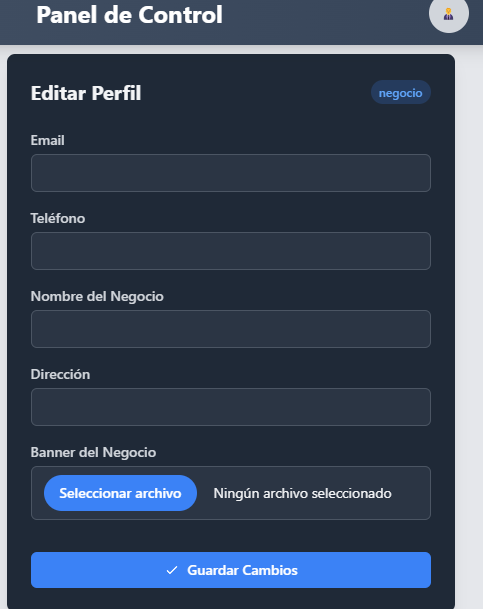 Panel de Control
Editar Perfil
negocio
Email
Teléfono
Nombre del Negocio
Dirección
Banner del Negocio
Seleccionar archivo Ningún archivo seleccionado
Guardar Cambios